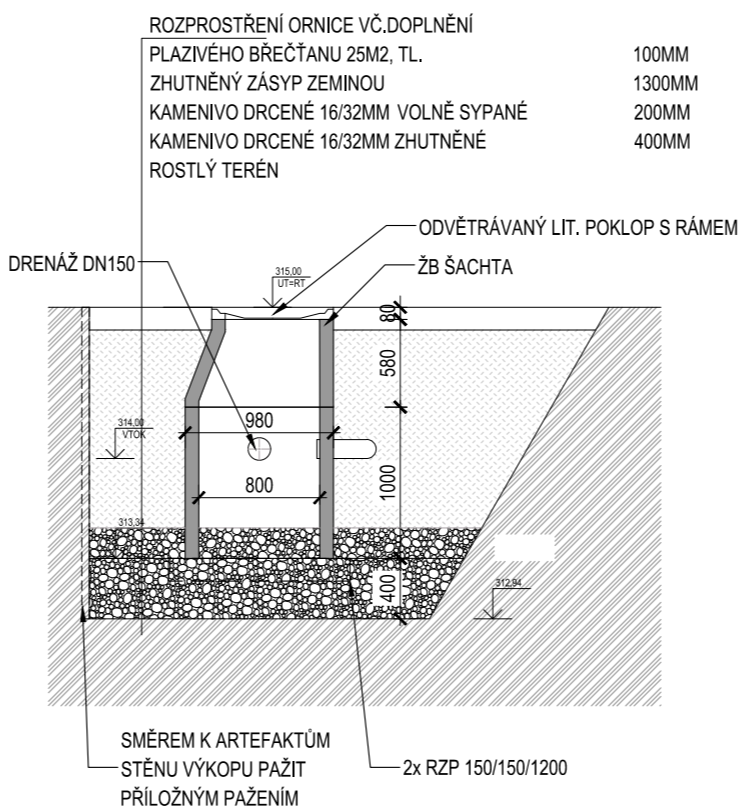 ROZPROSTŘENÍ ORNICE VČ.DOPLNĚNÍ
PLAZIVÉHO BŘEČŤANU 25M2, TL. 100MM
ZHUTNĚNÝ ZÁSYP ZEMINOU 1300MM
KAMENIVO DRCENÉ 16/32MM VOLNĚ SYPANÉ 200MM
KAMENIVO DRCENÉ 16/32MM ZHUTNĚNÉ 400MM
ROSTLÝ TERÉN
ODVĚTRÁVANÝ LIT. POKLOP S RÁMEM
DRENÁŽ DN150
ŽB ŠACHTA
315,00
UT=RT
80
580
314,00
VTOK
980
800
1000
313,34
400
312,94
SMĚREM K ARTEFAKTŮM
STĚNU VÝKOPU PAŽIT
PŘÍLOŽNÝM PAŽENÍM
2x RZP 150/150/1200